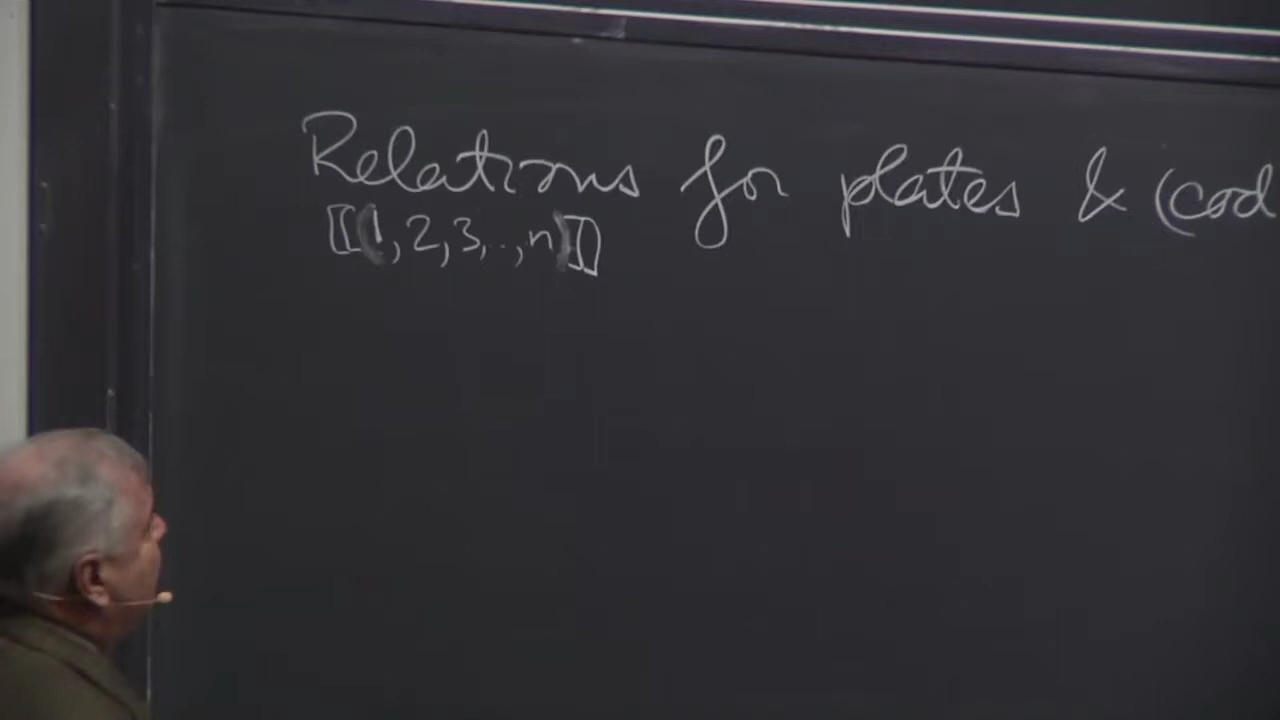 Relations for plates & (cod
[[1,2,3,..,n]]